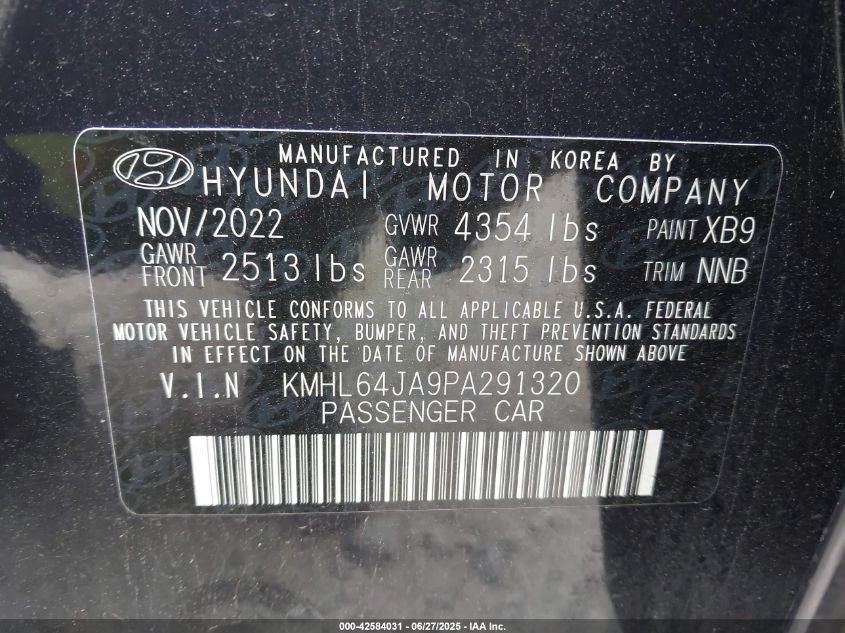 MANUFACTURED IN KOREA BY
HYUNDAI MOTOR COMPANY
NOV/2022 GVWR 4354 lbs PAINT XB9
GAWR FRONT 2513 lbs GAWR REAR 2315 lbs TRIM NNB
THIS VEHICLE CONFORMS TO ALL APPLICABLE U.S.A. FEDERAL
MOTOR VEHICLE SAFETY, BUMPER, AND THEFT PREVENTION STANDARDS
IN EFFECT ON THE DATE OF MANUFACTURE SHOWN ABOVE
V.I.N KMHL64JA9PA291320
PASSENGER CAR
000-42584031 - 06/27/2025 - IAA Inc.